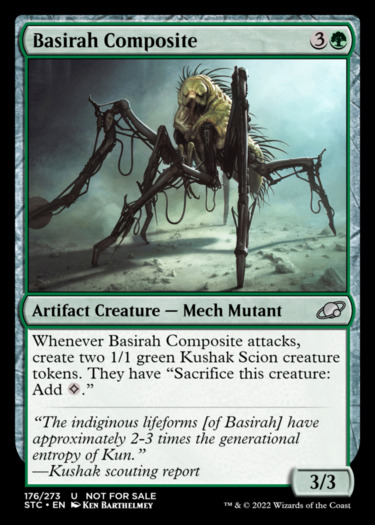 Basirah Composite 3
Artifact Creature — Mech Mutant
Whenever Basirah Composite attacks,
create two 1/1 green Kushak Scion creature
tokens. They have “Sacrifice this creature:
Add .”
“The indiginous lifeforms [of Basirah] have
approximately 2-3 times the generational
entropy of Kun.”
—Kushak scouting report
3/3
176/273 U NOT FOR SALE
STC • EN Ken Barthelmey
™ & © 2022 Wizards of the Coast